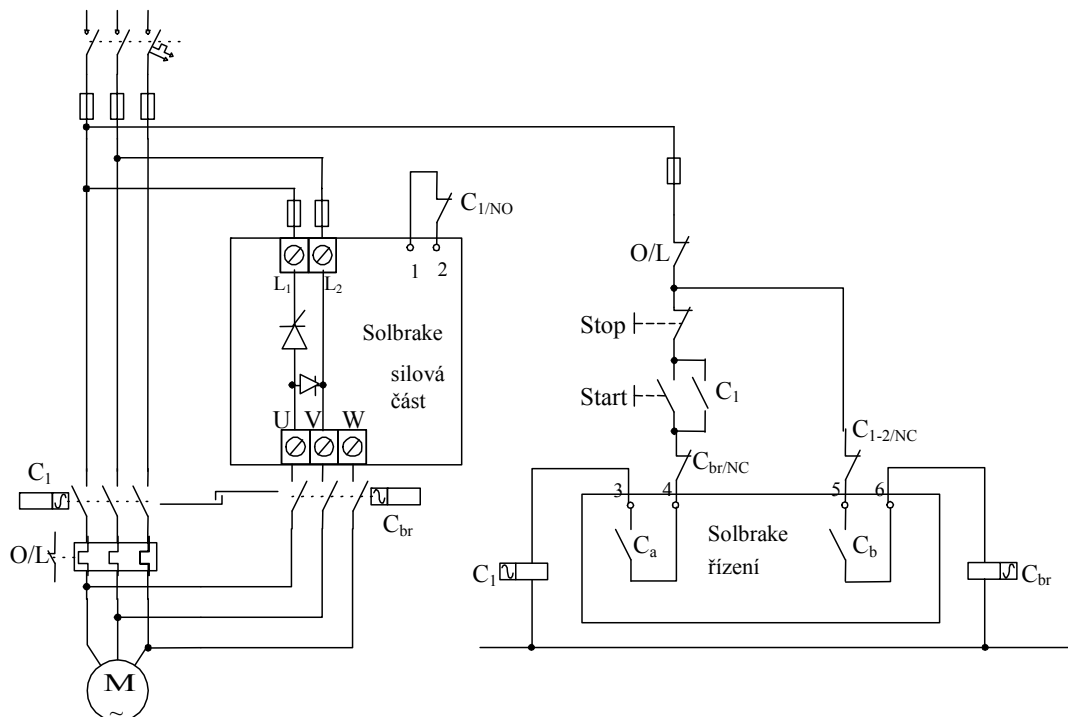 C1/NO
1 2
O/L
L1 L2
Solbrake
silová
část
Stop
Start
C1
U V W
C1-2/NC
Cbr/NC
C1
Cbr
3 4 5 6
O/L
Ca
Solbrake
řízení
Cb
C1
Cbr
M
~